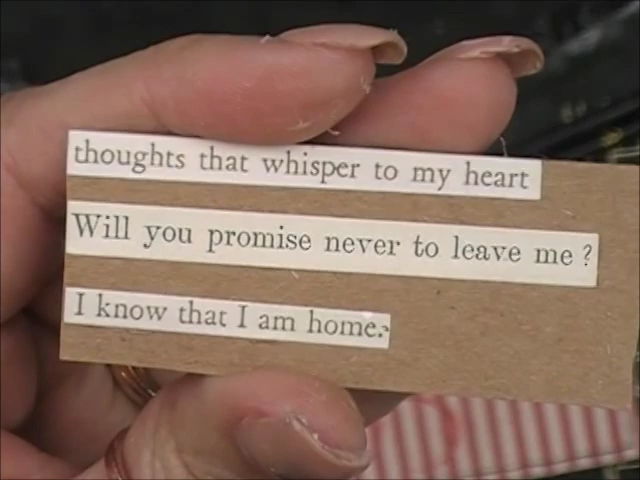 thoughts that whisper to my heart
Will you promise never to leave me?
I know that I am home.